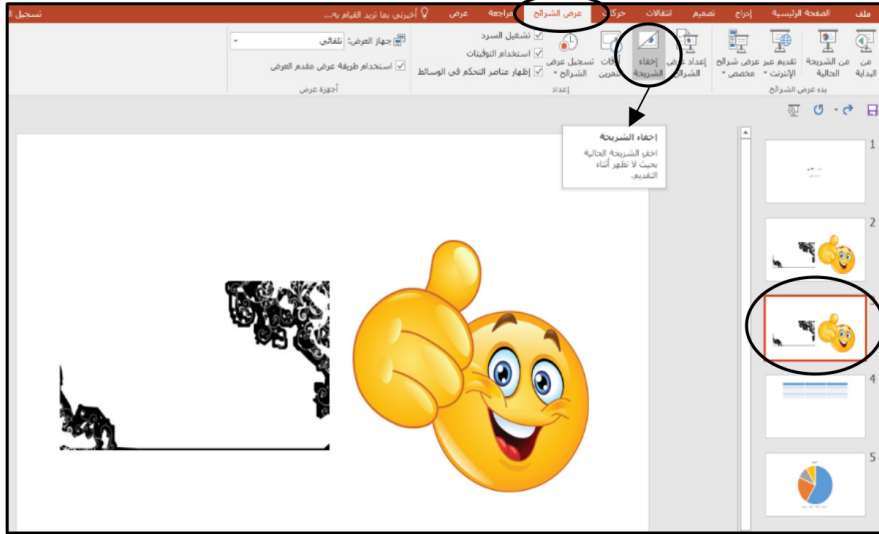 ملف الصفحة الرئيسية إدراج تصميم انتقالات حركات عرض الشرائح مراجعة عرض أخبرني بما تريد القيام به... تسجيل
من البداية
من الشريحة الحالية
تقديم عبر الإنترنت
عرض شرائح مخصص
بدء عرض الشرائح
إعداد عرض الشرائح
إخفاء الشريحة
تسجيل عرض الشرائح
تشغيل السرد
استخدام التوقيتات
إظهار عناصر التحكم في الوسائط
إعداد
جهاز العرض: تلقائي
استخدام طريقة عرض مقدم العرض
أجهزة عرض
إخفاء الشريحة
اخفِ الشريحة الحالية
بحيث لا تظهر أثناء
التقديم.
1
2
3
4
5